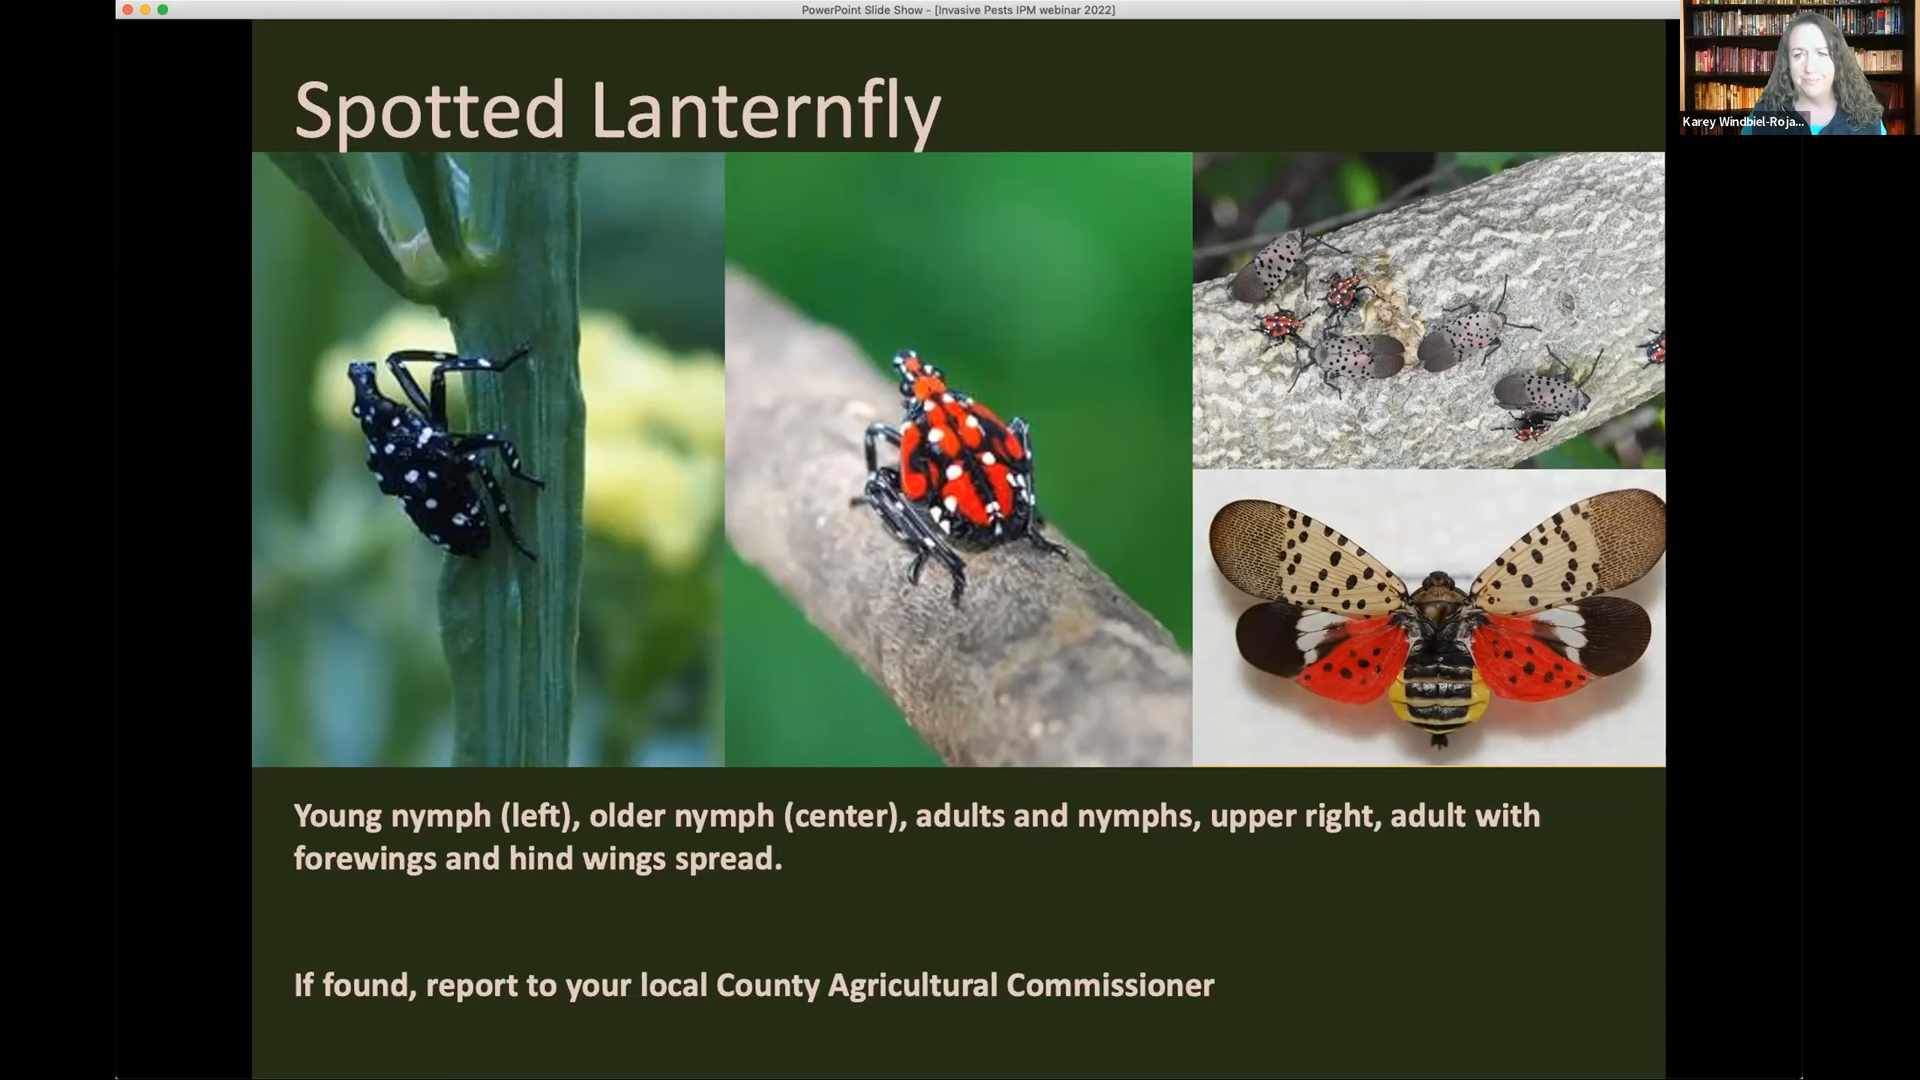 PowerPoint Slide Show - [Invasive Pests IPM webinar 2022]
Karey Windbiel-Roja...
Spotted Lanternfly
Young nymph (left), older nymph (center), adults and nymphs, upper right, adult with
forewings and hind wings spread.
If found, report to your local County Agricultural Commissioner